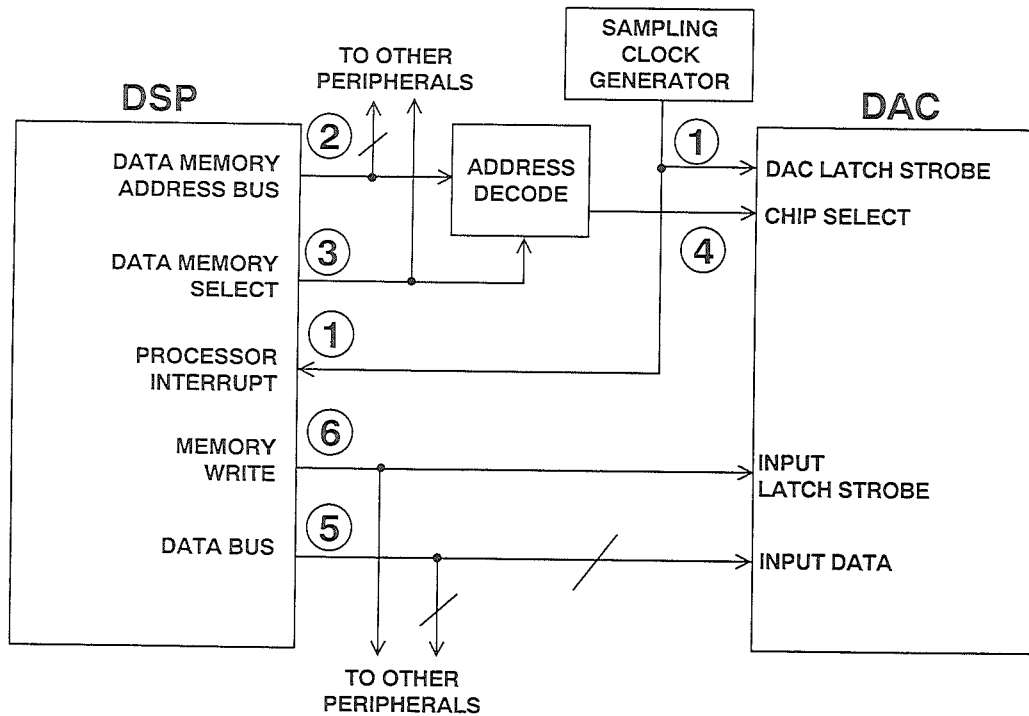 SAMPLING
CLOCK
GENERATOR
TO OTHER
PERIPHERALS
DSP
DAC
2
1
DATA MEMORY
ADDRESS BUS
ADDRESS
DECODE
DAC LATCH STROBE
CHIP SELECT
3
4
DATA MEMORY
SELECT
1
PROCESSOR
INTERRUPT
6
MEMORY
WRITE
INPUT
LATCH STROBE
5
DATA BUS
INPUT DATA
TO OTHER
PERIPHERALS